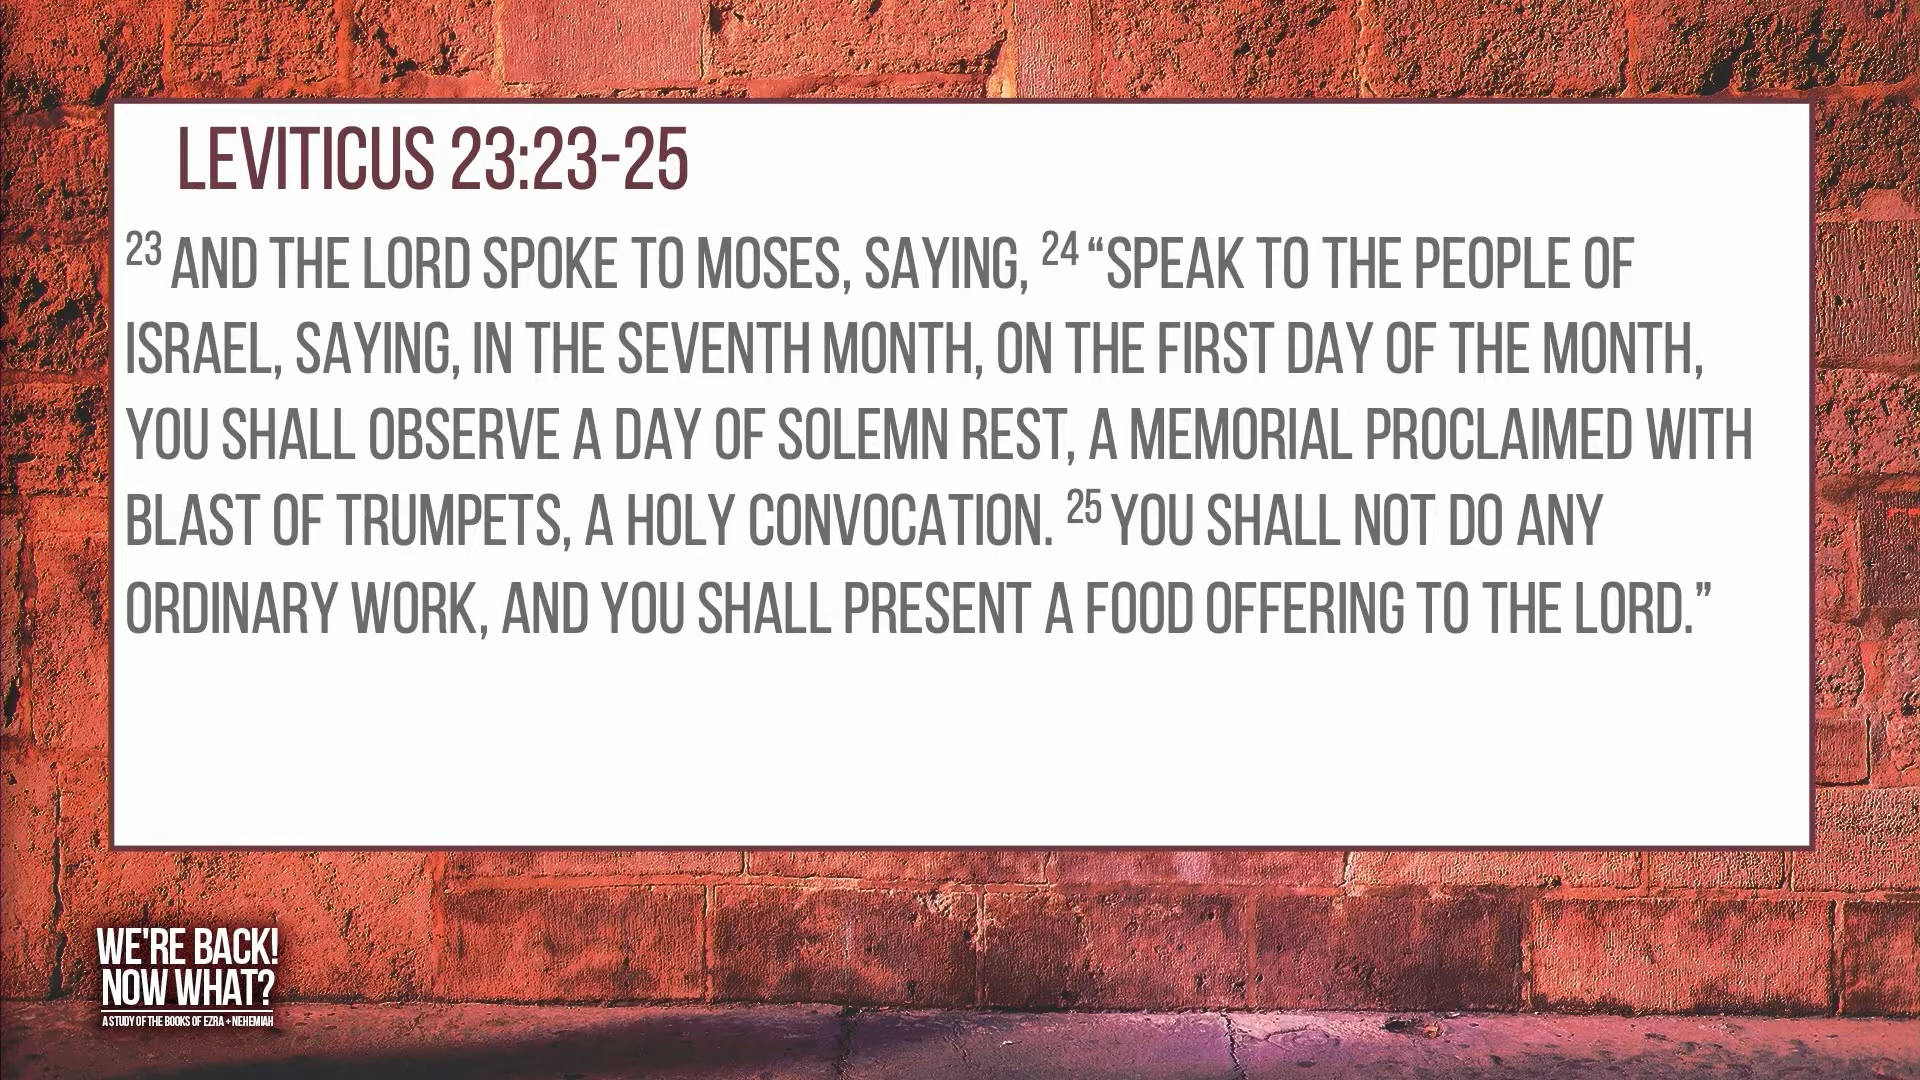 LEVITICUS 23:23-25
23 AND THE LORD SPOKE TO MOSES, SAYING, 24 “SPEAK TO THE PEOPLE OF
ISRAEL, SAYING, IN THE SEVENTH MONTH, ON THE FIRST DAY OF THE MONTH,
YOU SHALL OBSERVE A DAY OF SOLEMN REST, A MEMORIAL PROCLAIMED WITH
BLAST OF TRUMPETS, A HOLY CONVOCATION. 25 YOU SHALL NOT DO ANY
ORDINARY WORK, AND YOU SHALL PRESENT A FOOD OFFERING TO THE LORD.”
WE'RE BACK!
NOW WHAT?
A STUDY OF THE BOOKS OF EZRA + NEHEMIAH